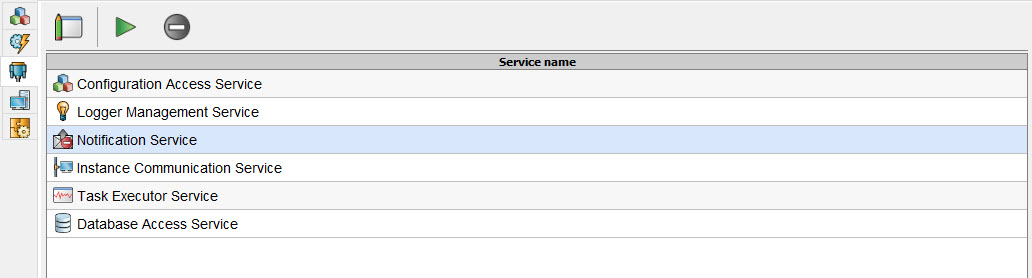 Service name
Configuration Access Service
Logger Management Service
Notification Service
Instance Communication Service
Task Executor Service
Database Access Service